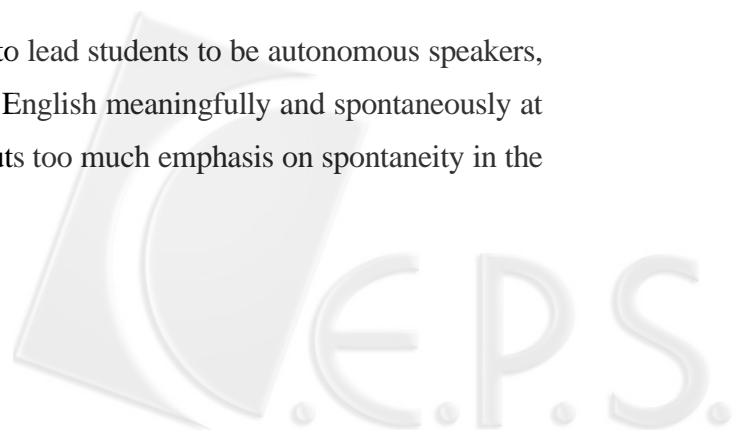 to lead students to be autonomous speakers,
English meaningfully and spontaneously at
too much emphasis on spontaneity in the
C.E.P.S.